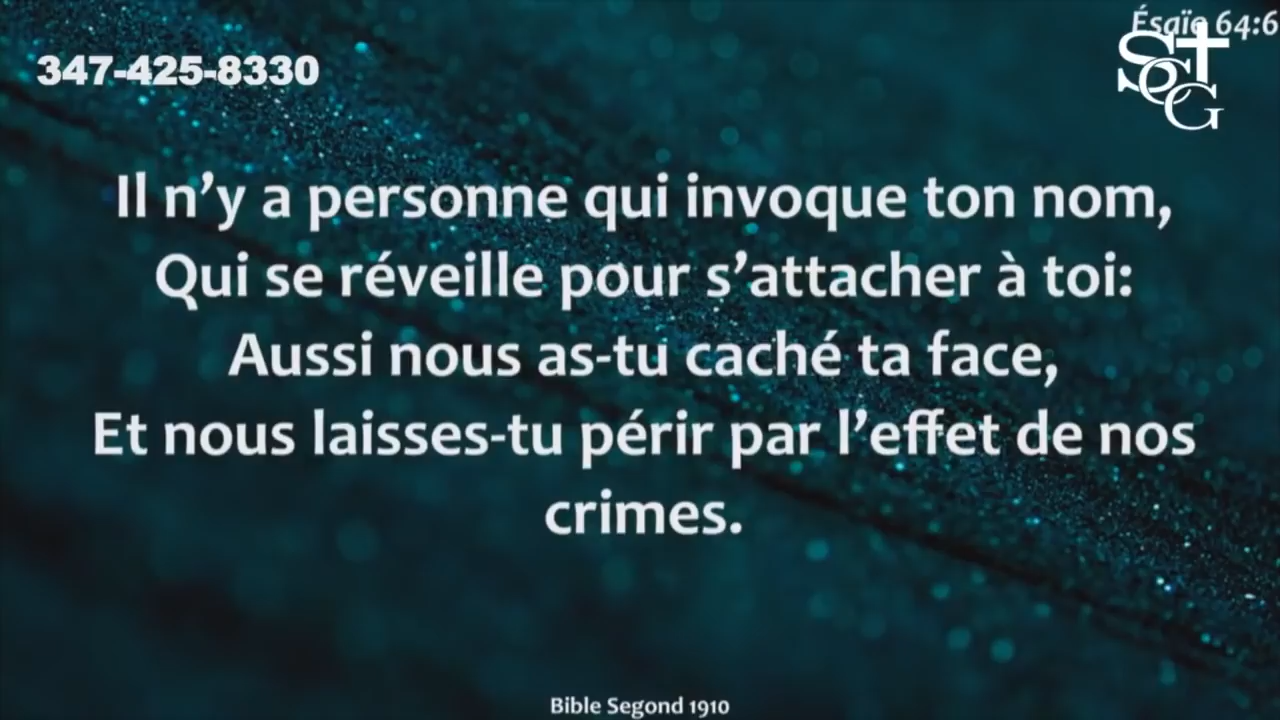 Ésaïe 64:6
347-425-8330
SCtG
Il n’y a personne qui invoque ton nom,
Qui se réveille pour s’attacher à toi:
Aussi nous as-tu caché ta face,
Et nous laisses-tu périr par l’effet de nos
crimes.
Bible Segond 1910